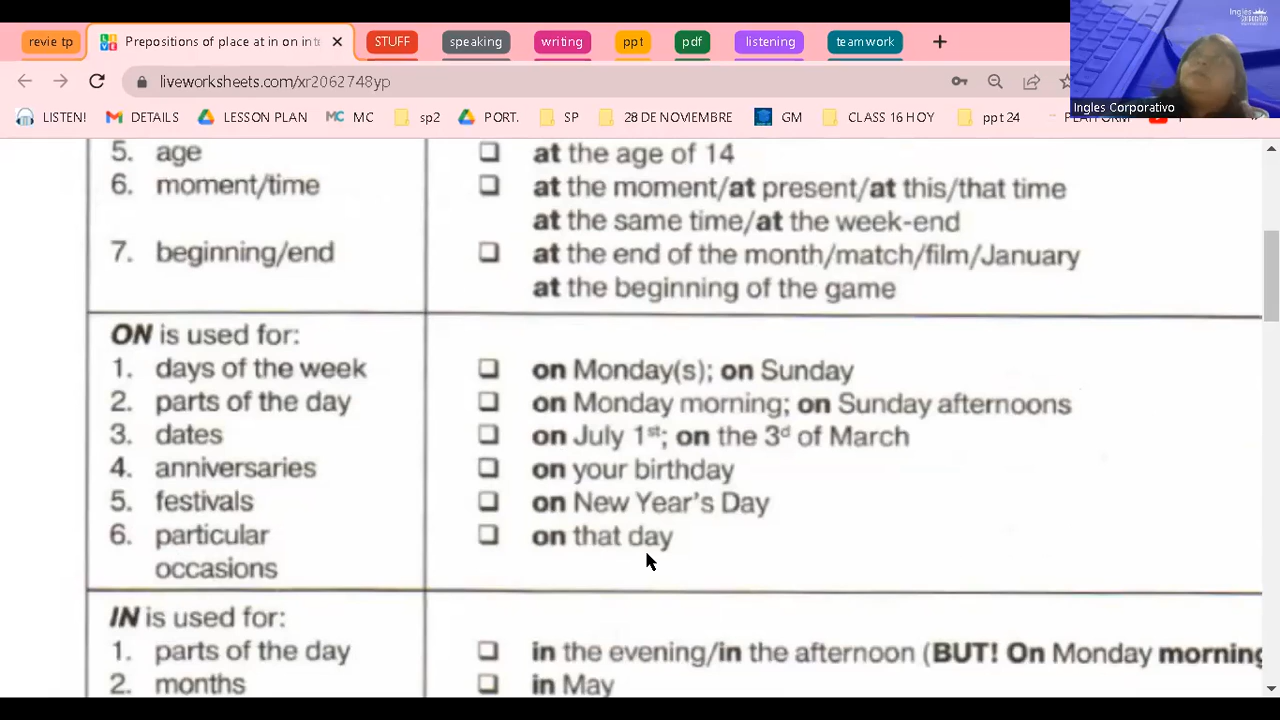 Ingles Corporativo
revie tp
Prepositions of place at in on int
STUFF
speaking
writing
ppt
pdf
listening
teamwork
liveworksheets.com/xr2062748yp
Ingles Corporativo
LISTEN!
DETAILS
LESSON PLAN
MC MC
sp2
PORT.
SP
28 DE NOVIEMBRE
GM
CLASS 16 HOY
ppt 24
5. age
at the age of 14
6. moment/time
at the moment/at present/at this/that time
at the same time/at the week-end
7. beginning/end
at the end of the month/match/film/January
at the beginning of the game
ON is used for:
1. days of the week
on Monday(s); on Sunday
2. parts of the day
on Monday morning; on Sunday afternoons
3. dates
on July 1st; on the 3d of March
4. anniversaries
on your birthday
5. festivals
on New Year's Day
6. particular
on that day
occasions
IN is used for:
1. parts of the day
in the evening/in the afternoon (BUT! On Monday morning
2. months
in May